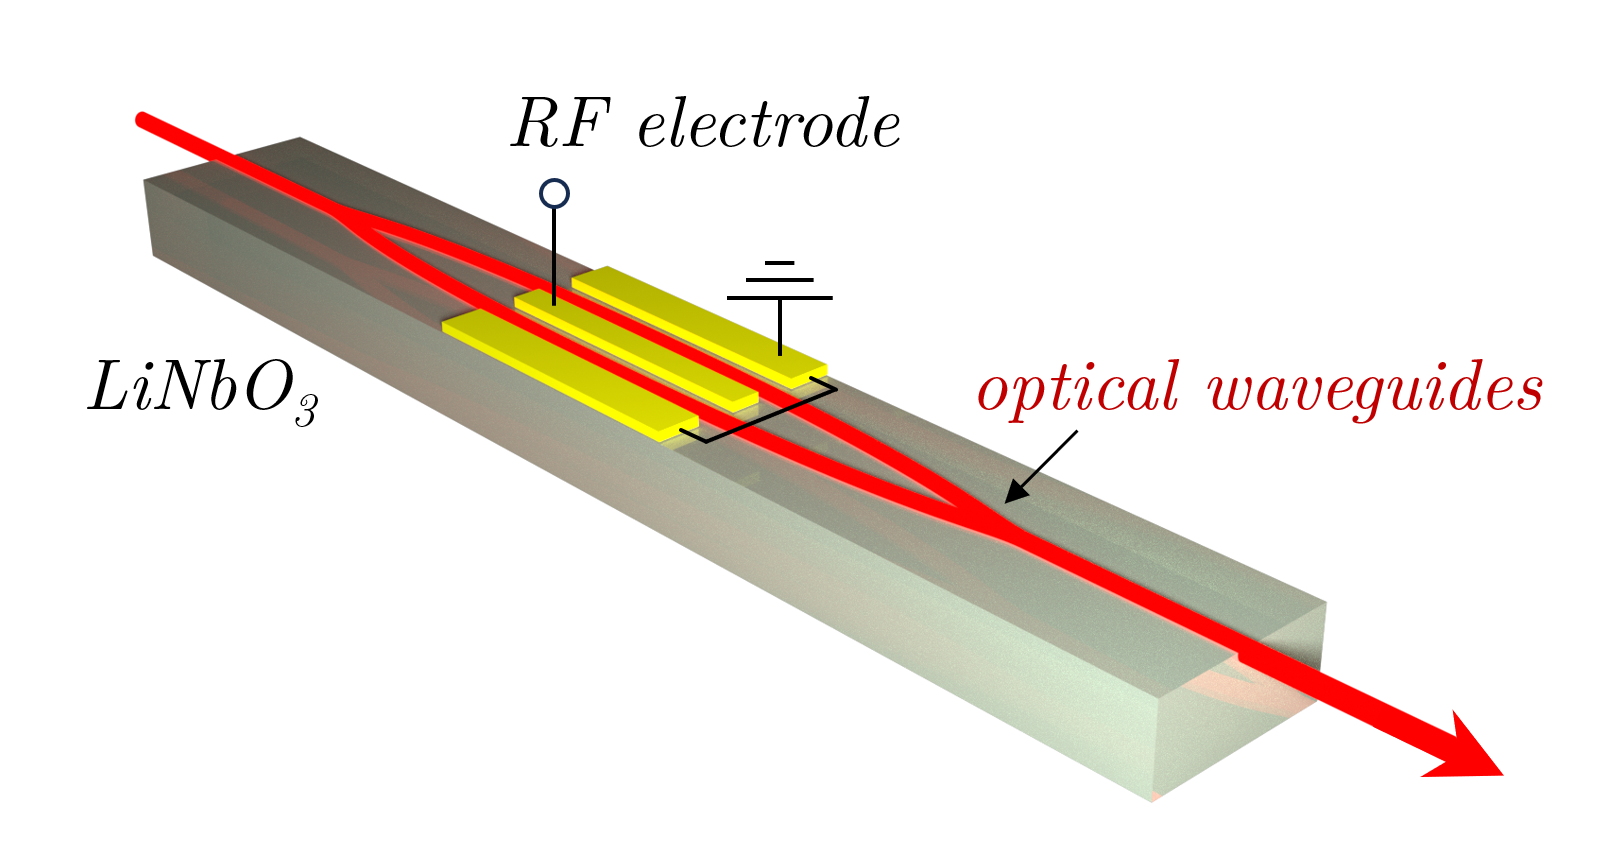 RF electrode
LiNbO₃
optical waveguides